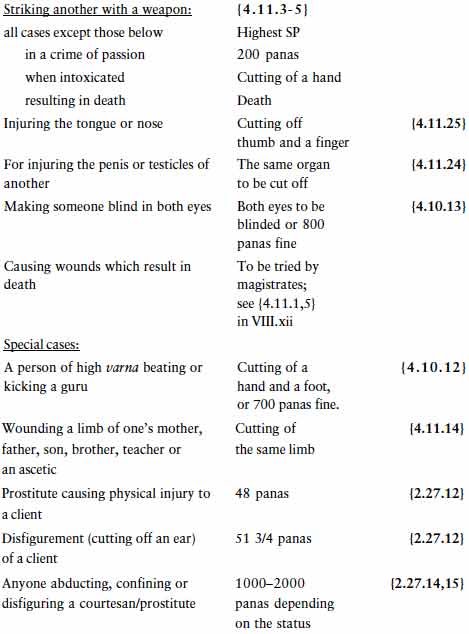 Striking another with a weapon: {4.11.3-5}
all cases except those below Highest SP
in a crime of passion 200 panas
when intoxicated Cutting of a hand
resulting in death Death
Injuring the tongue or nose Cutting off {4.11.25}
thumb and a finger
For injuring the penis or testicles of The same organ {4.11.24}
another to be cut off
Making someone blind in both eyes Both eyes to be {4.10.13}
blinded or 800
panas fine
Causing wounds which result in To be tried by
death magistrates;
see {4.11.1,5}
in VIII.xii
Special cases:
A person of high varna beating or Cutting of a {4.10.12}
kicking a guru hand and a foot,
or 700 panas fine.
Wounding a limb of one’s mother, Cutting of {4.11.14}
father, son, brother, teacher or the same limb
an ascetic
Prostitute causing physical injury to 48 panas {2.27.12}
a client
Disfigurement (cutting off an ear) 51 3/4 panas {2.27.12}
of a client
Anyone abducting, confining or 1000–2000 {2.27.14,15}
disfiguring a courtesan/prostitute panas depending
on the status